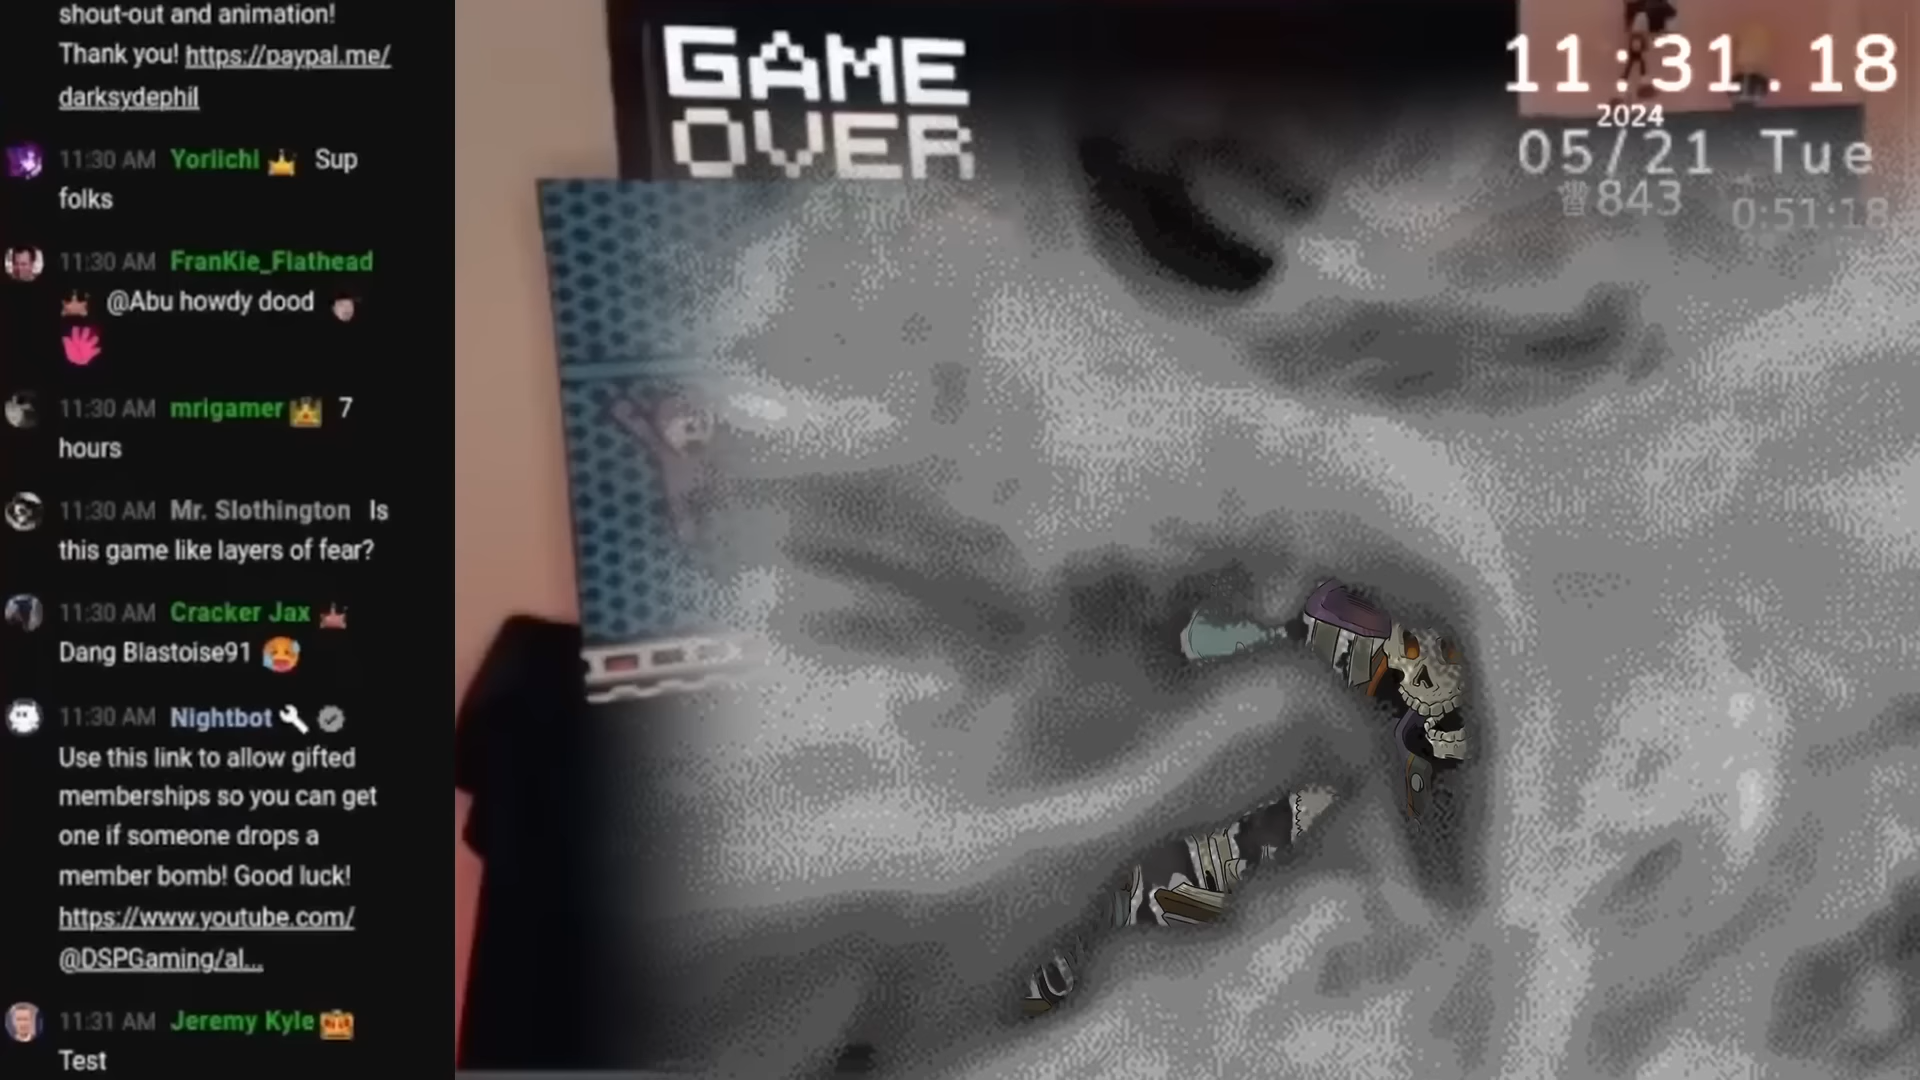 shout-out and animation!
Thank you! https://paypal.me/
darksydephil
11:30 AM Yoriichi Sup
folks
11:30 AM FranKie_Flathead
@Abu howdy dood
11:30 AM mrigamer 7
hours
11:30 AM Mr. Slothington Is
this game like layers of fear?
11:30 AM Cracker Jax
Dang Blastoise91
11:30 AM Nightbot
Use this link to allow gifted
memberships so you can get
one if someone drops a
member bomb! Good luck!
https://www.youtube.com/
@DSPGaming/al...
11:31 AM Jeremy Kyle
Test
GAME
OVER
11:31.18
2024
05/21 Tue
♕843 0:51:18